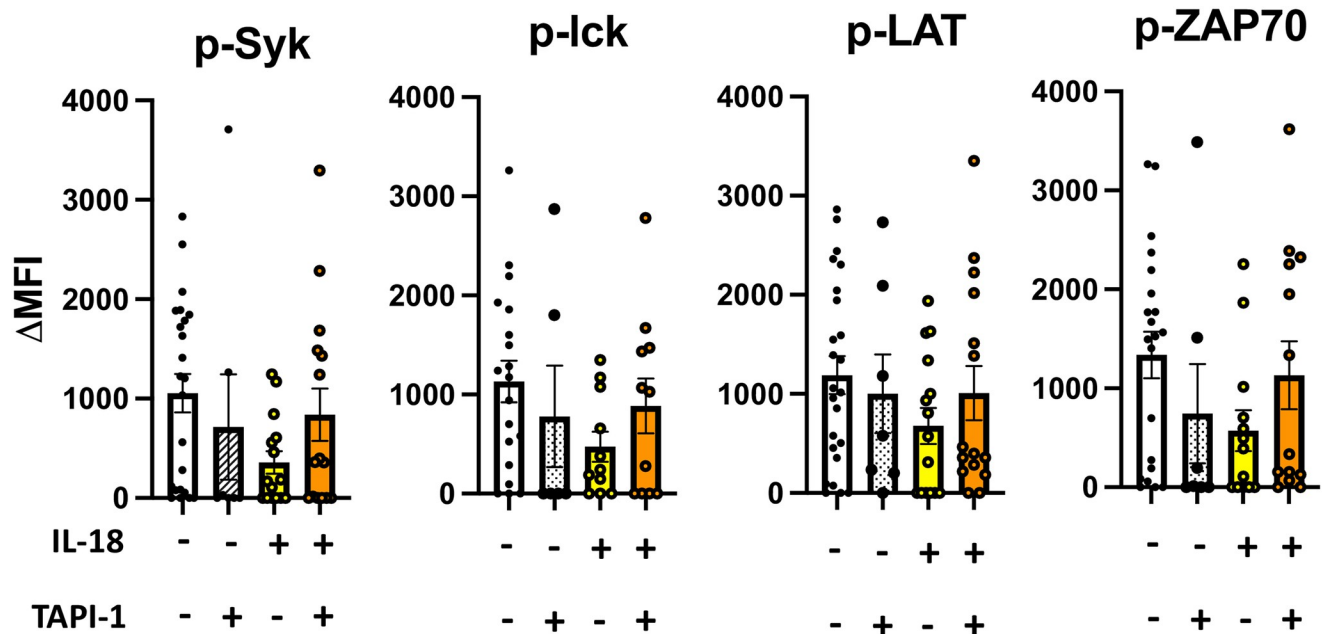 p-Syk
p-lck
p-LAT
p-ZAP70
ΔMFI
4000
3000
2000
1000
0
4000
3000
2000
1000
0
4000
3000
2000
1000
0
4000
3000
2000
1000
0
IL-18 - - + + - - + + - - + + - - + +
TAPI-1 - + - + - + - + - + - + - + - +